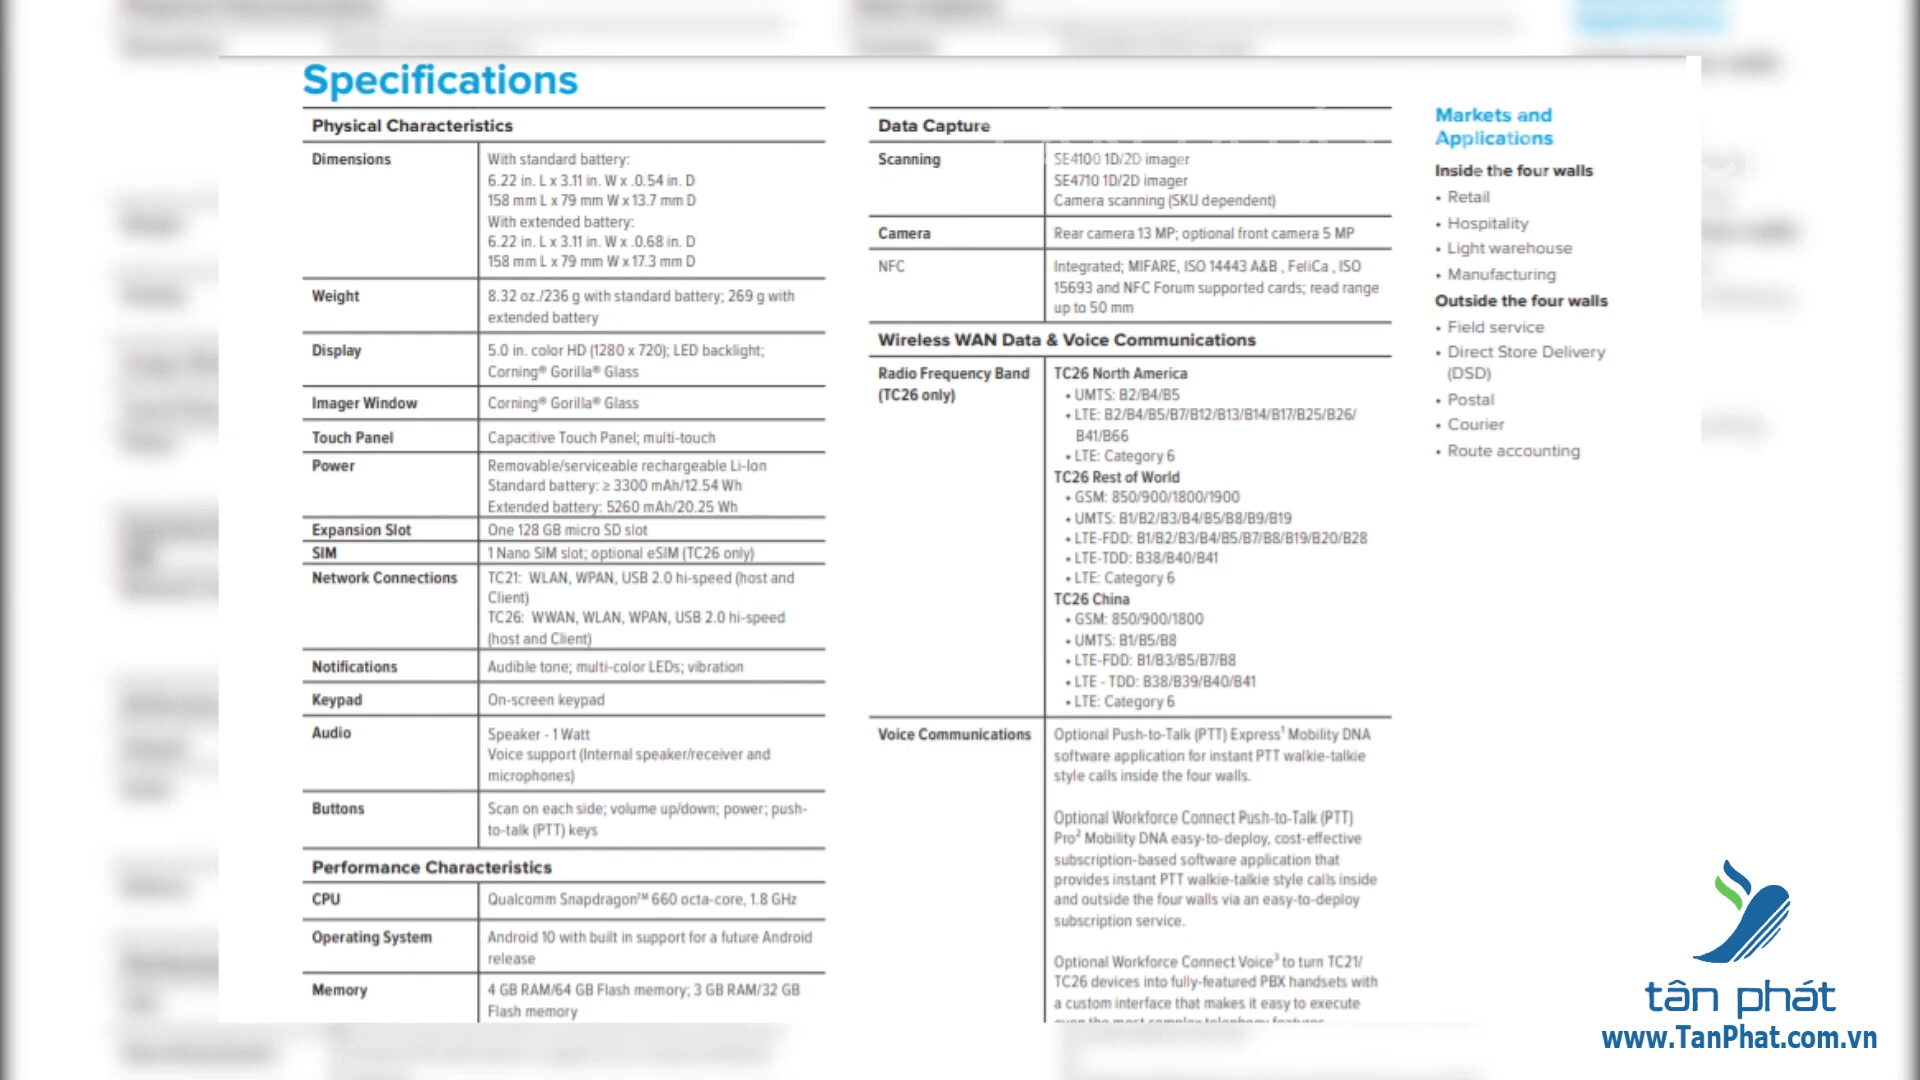 Specifications
Physical Characteristics
Dimensions
With standard battery:
6.22 in. L x 3.11 in. W x .0.54 in. D
158 mm L x 79 mm W x 13.7 mm D
With extended battery:
6.22 in. L x 3.11 in. W x .0.68 in. D
158 mm L x 79 mm W x 17.3 mm D
Weight
8.32 oz./236 g with standard battery; 269 g with
extended battery
Display
5.0 in. color HD (1280 x 720); LED backlight;
Corning® Gorilla® Glass
Imager Window
Corning® Gorilla® Glass
Touch Panel
Capacitive Touch Panel; multi-touch
Power
Removable/serviceable rechargeable Li-Ion
Standard battery: ≥ 3300 mAh/12.54 Wh
Extended battery: 5260 mAh/20.25 Wh
Expansion Slot
One 128 GB micro SD slot
SIM
1 Nano SIM slot; optional eSIM (TC26 only)
Network Connections
TC21: WLAN, WPAN, USB 2.0 hi-speed (host and
Client)
TC26: WWAN, WLAN, WPAN, USB 2.0 hi-speed
(host and Client)
Notifications
Audible tone; multi-color LEDs; vibration
Keypad
On-screen keypad
Audio
Speaker - 1 Watt
Voice support (Internal speaker/receiver and
microphones)
Buttons
Scan on each side; volume up/down; power; push-
to-talk (PTT) keys
Performance Characteristics
CPU
Qualcomm Snapdragon™ 660 octa-core, 1.8 GHz
Operating System
Android 10 with built in support for a future Android
release
Memory
4 GB RAM/64 GB Flash memory; 3 GB RAM/32 GB
Flash memory
Data Capture
Scanning
SE4100 1D/2D imager
SE4710 1D/2D imager
Camera scanning (SKU dependent)
Camera
Rear camera 13 MP; optional front camera 5 MP
NFC
Integrated; MIFARE, ISO 14443 A&B , FeliCa , ISO
15693 and NFC Forum supported cards; read range
up to 50 mm
Wireless WAN Data & Voice Communications
Radio Frequency Band
(TC26 only)
TC26 North America
• UMTS: B2/B4/B5
• LTE: B2/B4/B5/B7/B12/B13/B14/B17/B25/B26/
B41/B66
• LTE: Category 6
TC26 Rest of World
• GSM: 850/900/1800/1900
• UMTS: B1/B2/B3/B4/B5/B8/B9/B19
• LTE-FDD: B1/B2/B3/B4/B5/B7/B8/B19/B20/B28
• LTE-TDD: B38/B40/B41
• LTE: Category 6
TC26 China
• GSM: 850/900/1800
• UMTS: B1/B5/B8
• LTE-FDD: B1/B3/B5/B7/B8
• LTE - TDD: B38/B39/B40/B41
• LTE: Category 6
Voice Communications
Optional Push-to-Talk (PTT) Express¹ Mobility DNA
software application for instant PTT walkie-talkie
style calls inside the four walls.
Optional Workforce Connect Push-to-Talk (PTT)
Pro² Mobility DNA easy-to-deploy, cost-effective
subscription-based software application that
provides instant PTT walkie-talkie style calls inside
and outside the four walls via an easy-to-deploy
subscription service.
Optional Workforce Connect Voice³ to turn TC21/
TC26 devices into fully-featured PBX handsets with
a custom interface that makes it easy to execute
even the most complex telephony features.
Markets and
Applications
Inside the four walls
• Retail
• Hospitality
• Light warehouse
• Manufacturing
Outside the four walls
• Field service
• Direct Store Delivery
(DSD)
• Postal
• Courier
• Route accounting
tân phát
www.TanPhat.com.vn